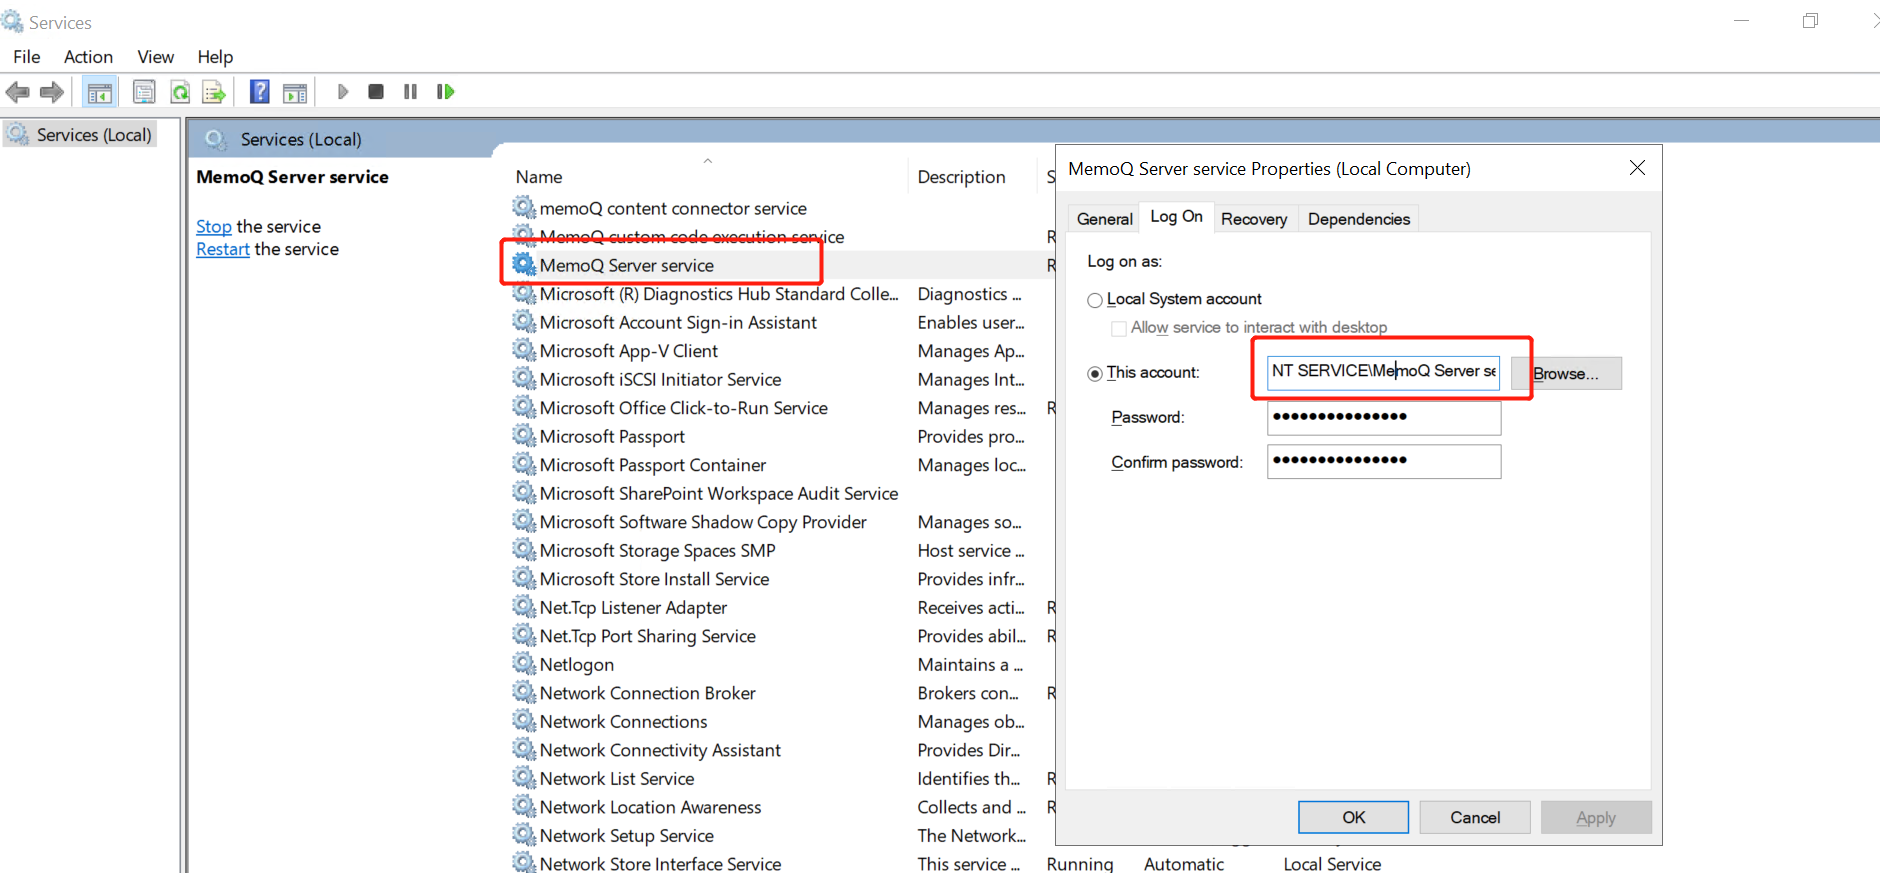 Services
File Action View Help
Services (Local)
Services (Local)
MemoQ Server service
Stop the service
Restart the service
Name Description S
memoQ content connector service
MemoQ custom code execution service R
MemoQ Server service R
Microsoft (R) Diagnostics Hub Standard Colle... Diagnostics ...
Microsoft Account Sign-in Assistant Enables user...
Microsoft App-V Client Manages Ap...
Microsoft iSCSI Initiator Service Manages Int...
Microsoft Office Click-to-Run Service Manages res... R
Microsoft Passport Provides pro...
Microsoft Passport Container Manages loc...
Microsoft SharePoint Workspace Audit Service
Microsoft Software Shadow Copy Provider Manages so...
Microsoft Storage Spaces SMP Host service ...
Microsoft Store Install Service Provides infr...
Net.Tcp Listener Adapter Receives acti... R
Net.Tcp Port Sharing Service Provides abil... R
Netlogon Maintains a ...
Network Connection Broker Brokers con... R
Network Connections Manages ob...
Network Connectivity Assistant Provides Dir...
Network List Service Identifies th... R
Network Location Awareness Collects and ... R
Network Setup Service The Network...
Network Store Interface Service This service ... Running Automatic Local Service
MemoQ Server service Properties (Local Computer)
General Log On Recovery Dependencies
Log on as:
Local System account
Allow service to interact with desktop
This account: NT SERVICE\MemoQ Server se Browse...
Password: •••••••••••••••
Confirm password: •••••••••••••••
OK Cancel Apply